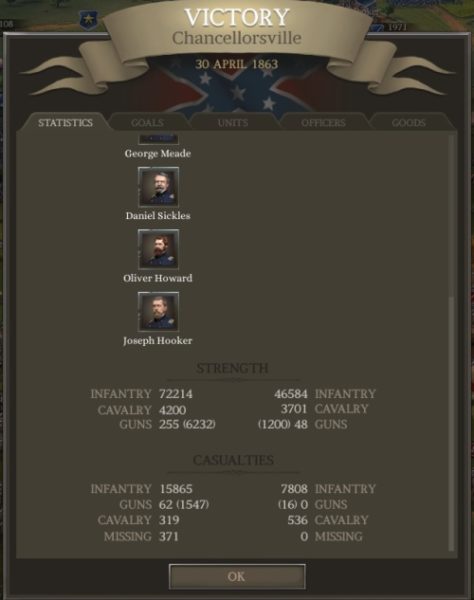 108
1971
VICTORY
Chancellorsville
30 APRIL 1863
STATISTICS GOALS UNITS OFFICERS GOODS
George Meade
Daniel Sickles
Oliver Howard
Joseph Hooker
STRENGTH
INFANTRY 72214 46584 INFANTRY
CAVALRY 4200 3701 CAVALRY
GUNS 255 (6232) (1200) 48 GUNS
CASUALTIES
INFANTRY 15865 7808 INFANTRY
GUNS 62 (1547) (16) 0 GUNS
CAVALRY 319 536 CAVALRY
MISSING 371 0 MISSING
OK